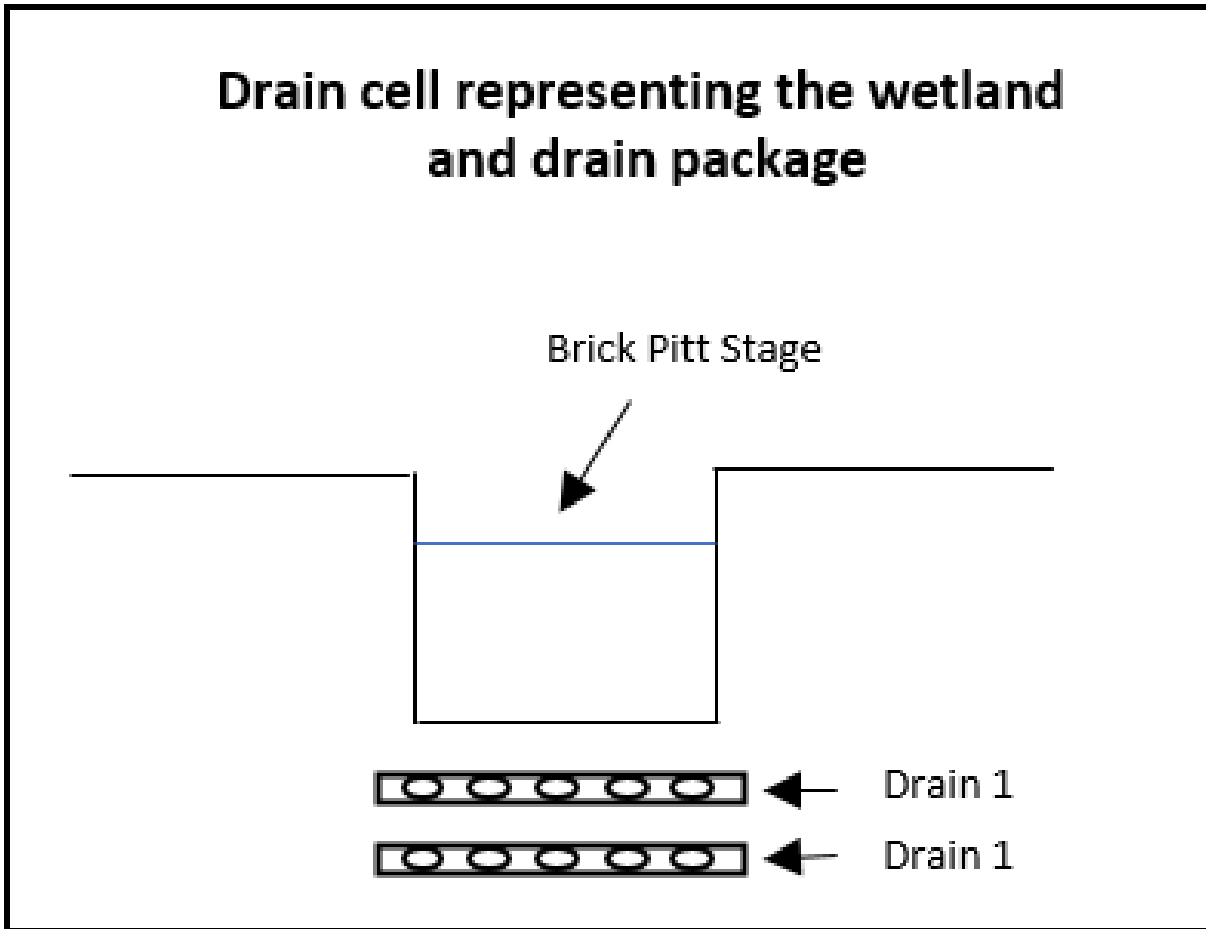 Drain cell representing the wetland
and drain package
Brick Pitt Stage
Drain 1
Drain 1